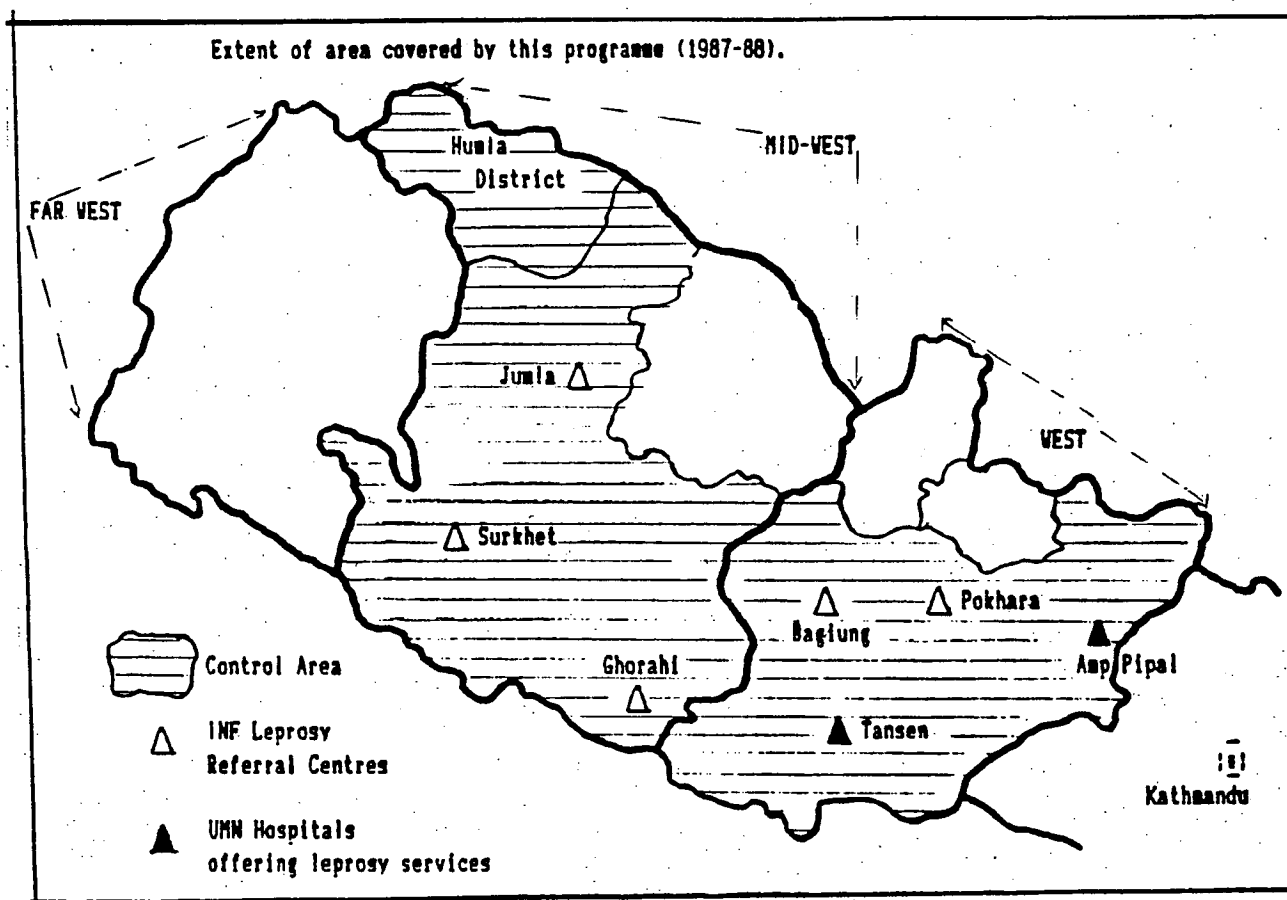 Extent of area covered by this programme (1987-88).
Humla
District
MID-WEST
FAR WEST
Jumla
WEST
Surkhet
Baglung
Pokhara
Amp Pipal
Ghorahi
Tansen
Kathmandu
Control Area
INF Leprosy
Referral Centres
UMN Hospitals
offering leprosy services